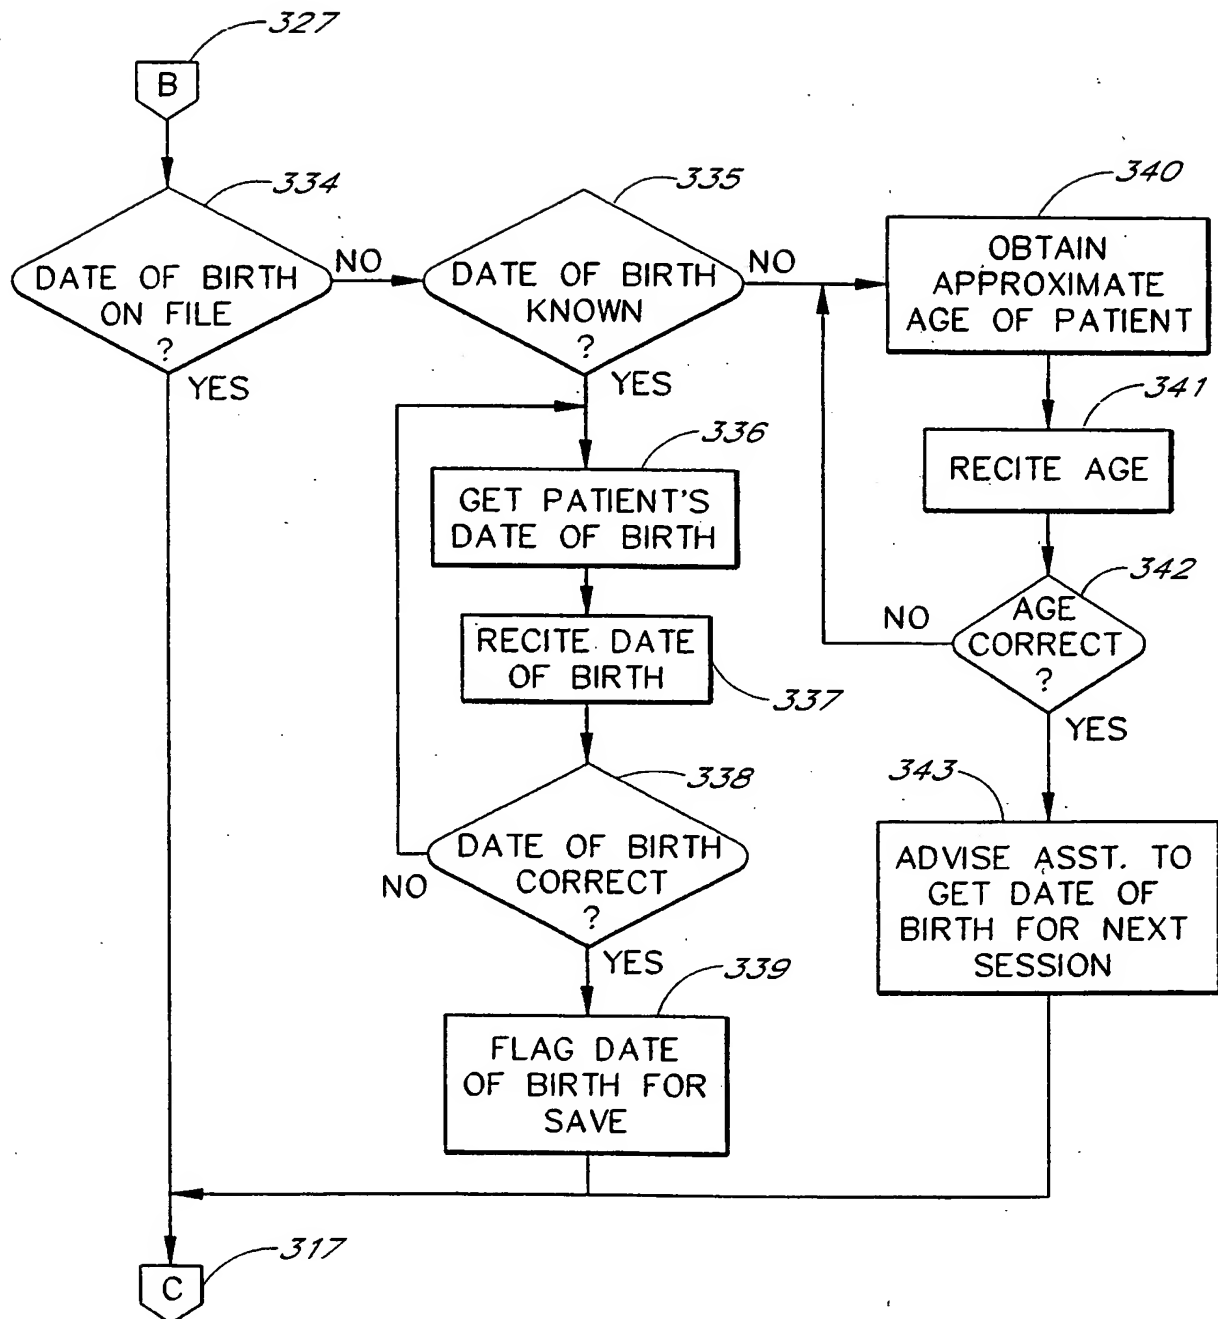 327
B
334
DATE OF BIRTH
ON FILE
?
NO
YES
335
DATE OF BIRTH
KNOWN
?
NO
YES
340
OBTAIN
APPROXIMATE
AGE OF PATIENT
341
RECITE AGE
336
GET PATIENT'S
DATE OF BIRTH
RECITE DATE
OF BIRTH
337
342
AGE
CORRECT
?
NO
YES
338
DATE OF BIRTH
CORRECT
?
NO
YES
343
ADVISE ASST. TO
GET DATE OF
BIRTH FOR NEXT
SESSION
339
FLAG DATE
OF BIRTH FOR
SAVE
317
C